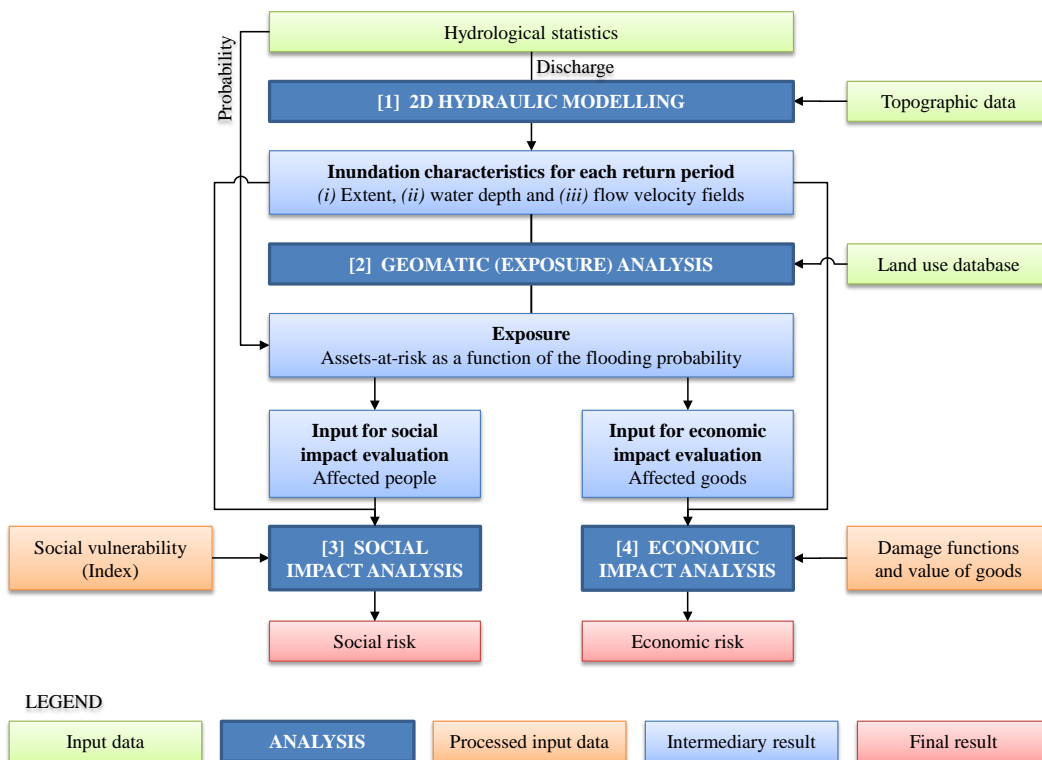 Hydrological statistics
Probability
Discharge
[1] 2D HYDRAULIC MODELLING
Topographic data
Inundation characteristics for each return period
(i) Extent, (ii) water depth and (iii) flow velocity fields
[2] GEOMATIC (EXPOSURE) ANALYSIS
Land use database
Exposure
Assets-at-risk as a function of the flooding probability
Input for social
impact evaluation
Affected people
Input for economic
impact evaluation
Affected goods
Social vulnerability
(Index)
[3] SOCIAL
IMPACT ANALYSIS
[4] ECONOMIC
IMPACT ANALYSIS
Damage functions
and value of goods
Social risk
Economic risk
LEGEND
Input data
ANALYSIS
Processed input data
Intermediary result
Final result